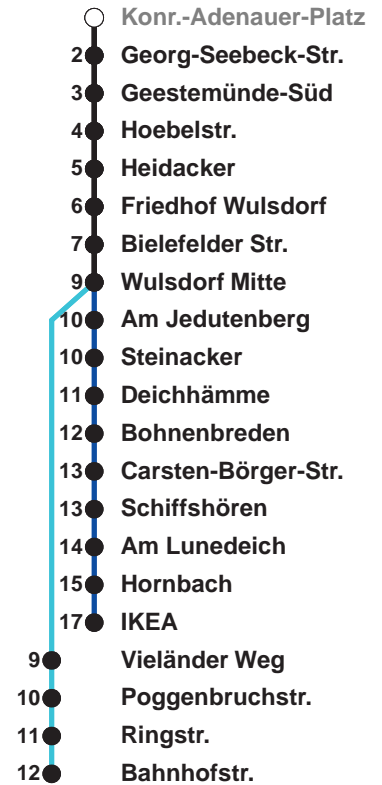 Konr.-Adenauer-Platz
2 Georg-Seebeck-Str.
3 Geestemünde-Süd
4 Hoebelstr.
5 Heidacker
6 Friedhof Wulsdorf
7 Bielefelder Str.
9 Wulsdorf Mitte
10 Am Jedutenberg
10 Steinacker
11 Deichhämme
12 Bohnenbreden
13 Carsten-Börger-Str.
13 Schiffshören
14 Am Lunedeich
15 Hornbach
17 IKEA
9 Vieländer Weg
10 Poggenbruchstr.
11 Ringstr.
12 Bahnhofstr.